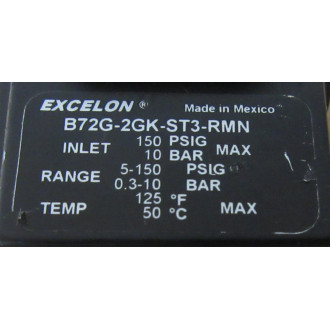 EXCELON ® Made in Mexico
B72G-2GK-ST3-RMN
INLET 150 PSIG MAX
10 BAR
RANGE 5-150 PSIG
0.3-10 BAR
TEMP 125 °F MAX
50 °C